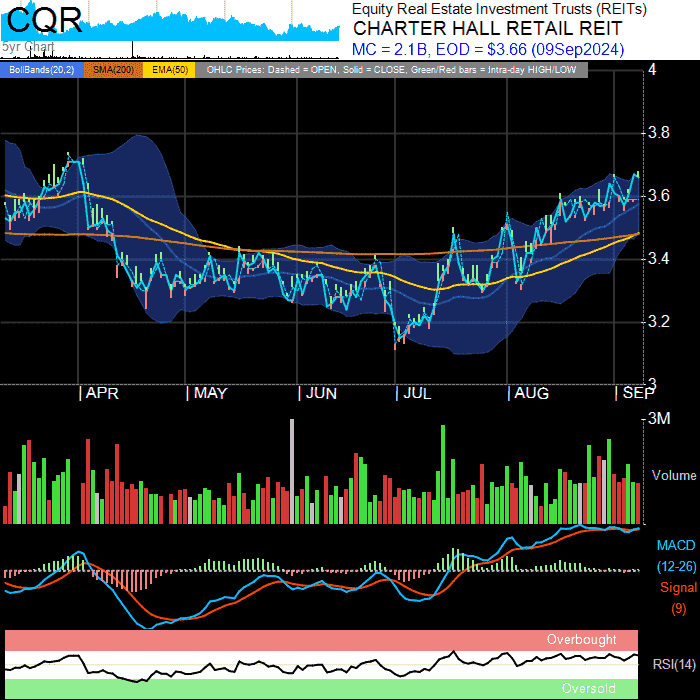 CQR
Equity Real Estate Investment Trusts (REITs)
CHARTER HALL RETAIL REIT
5yr Chart
MC = 2.1B, EOD = $3.66 (09Sep2024)
BollBands(20,2) SMA(200) EMA(50) OHLC Prices: Dashed = OPEN, Solid = CLOSE, Green/Red bars = Intra-day HIGH/LOW
4
3.8
3.6
3.4
3.2
3
APR MAY JUN JUL AUG SEP
3M
Volume
MACD
(12-26)
Signal
(9)
Overbought
RSI(14)
Oversold